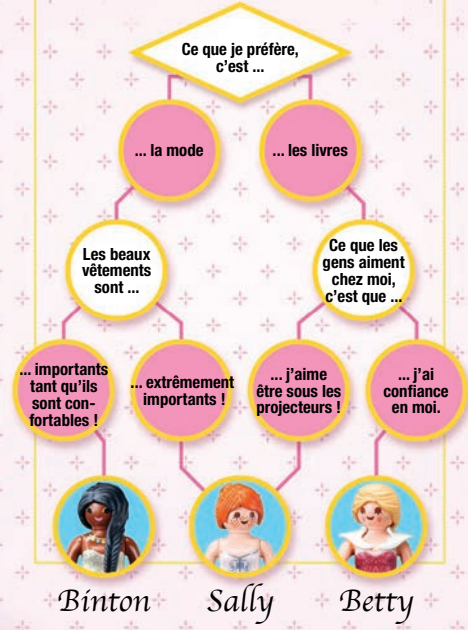 Ce que je préfère,
c'est ...
... la mode
... les livres
Les beaux
vêtements
sont ...
Ce que les
gens aiment
chez moi,
c'est que ...
... importants
tant qu'ils
sont con-
fortables !
... extrêmement
importants !
... j'aime
être sous les
projecteurs !
... j'ai
confiance
en moi.
Binton
Sally
Betty